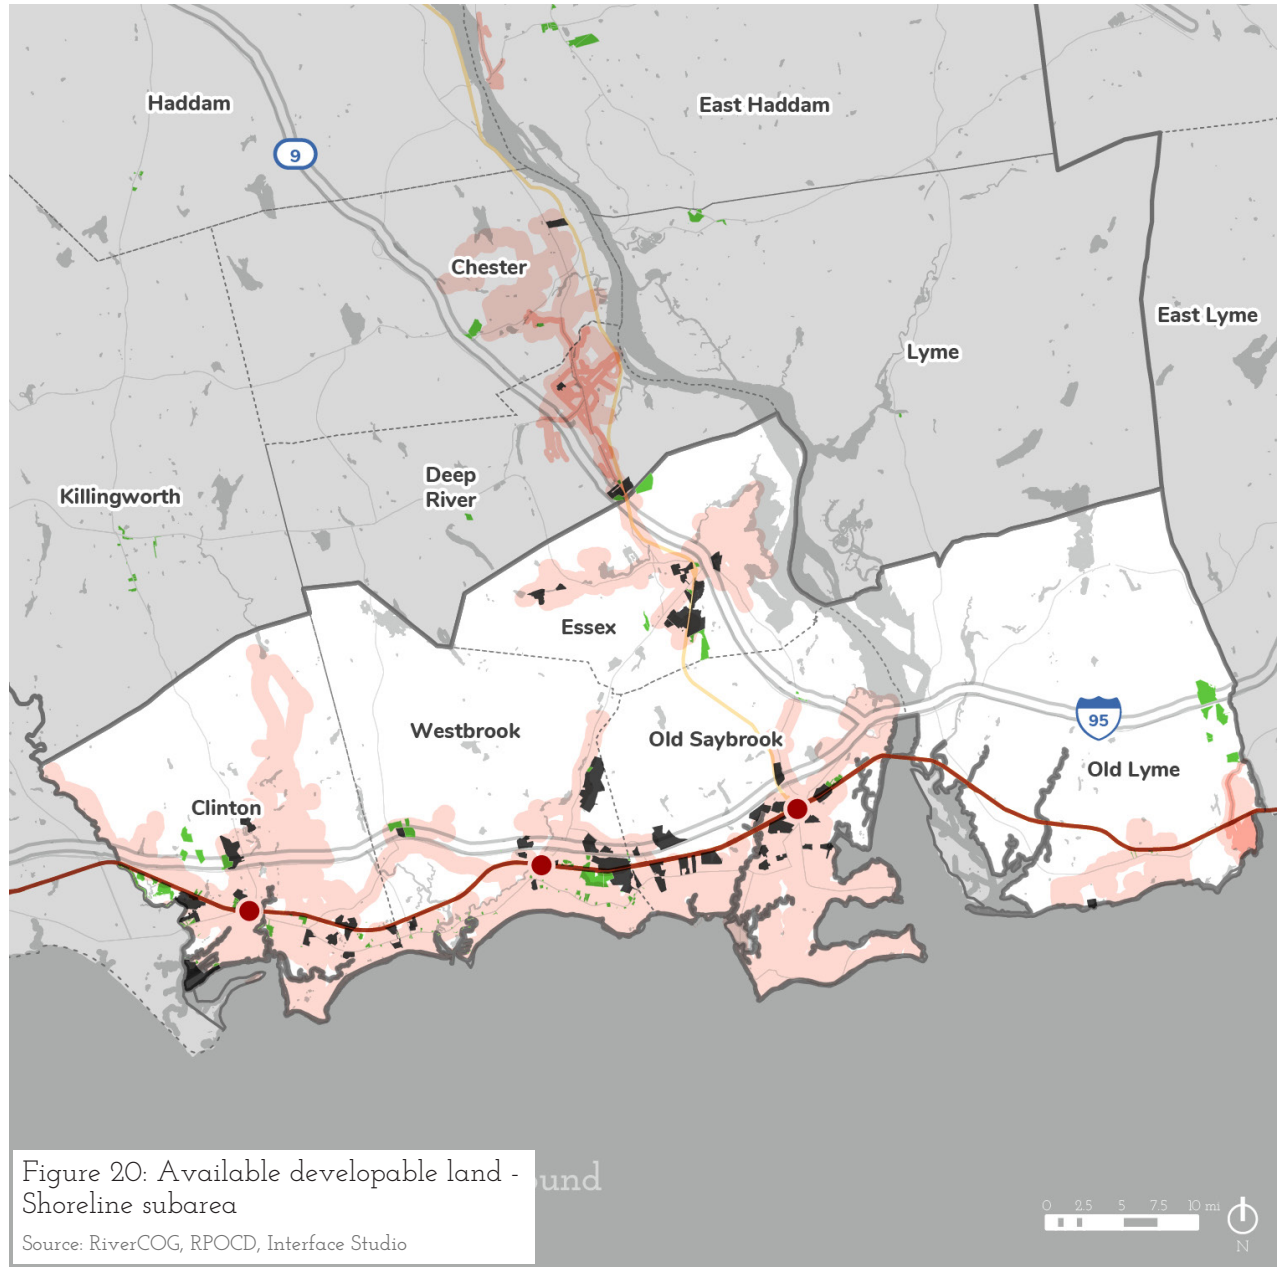 Haddam
East Haddam
9
Chester
East Lyme
Lyme
Deep
River
Killingworth
Essex
Westbrook
Old Saybrook
95
Old Lyme
Clinton
Figure 20: Available developable land -
Shoreline subarea
Source: RiverCOG, RPOCD, Interface Studio
0 2.5 5 7.5 10 mi
N